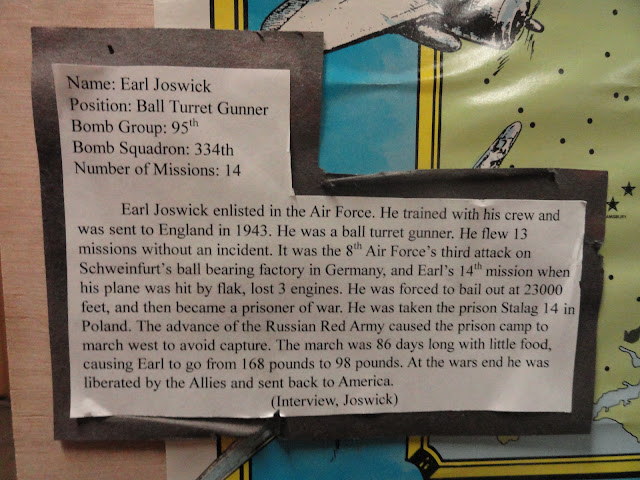 Name: Earl Joswick
Position: Ball Turret Gunner
Bomb Group: 95th
Bomb Squadron: 334th
Number of Missions: 14
Earl Joswick enlisted in the Air Force. He trained with his crew and
was sent to England in 1943. He was a ball turret gunner. He flew 13
missions without an incident. It was the 8th Air Force's third attack on
Schweinfurt's ball bearing factory in Germany, and Earl's 14th mission when
his plane was hit by flak, lost 3 engines. He was forced to bail out at 23000
feet, and then became a prisoner of war. He was taken the prison Stalag 14 in
Poland. The advance of the Russian Red Army caused the prison camp to
march west to avoid capture. The march was 86 days long with little food,
causing Earl to go from 168 pounds to 98 pounds. At the wars end he was
liberated by the Allies and sent back to America.
(Interview, Joswick)